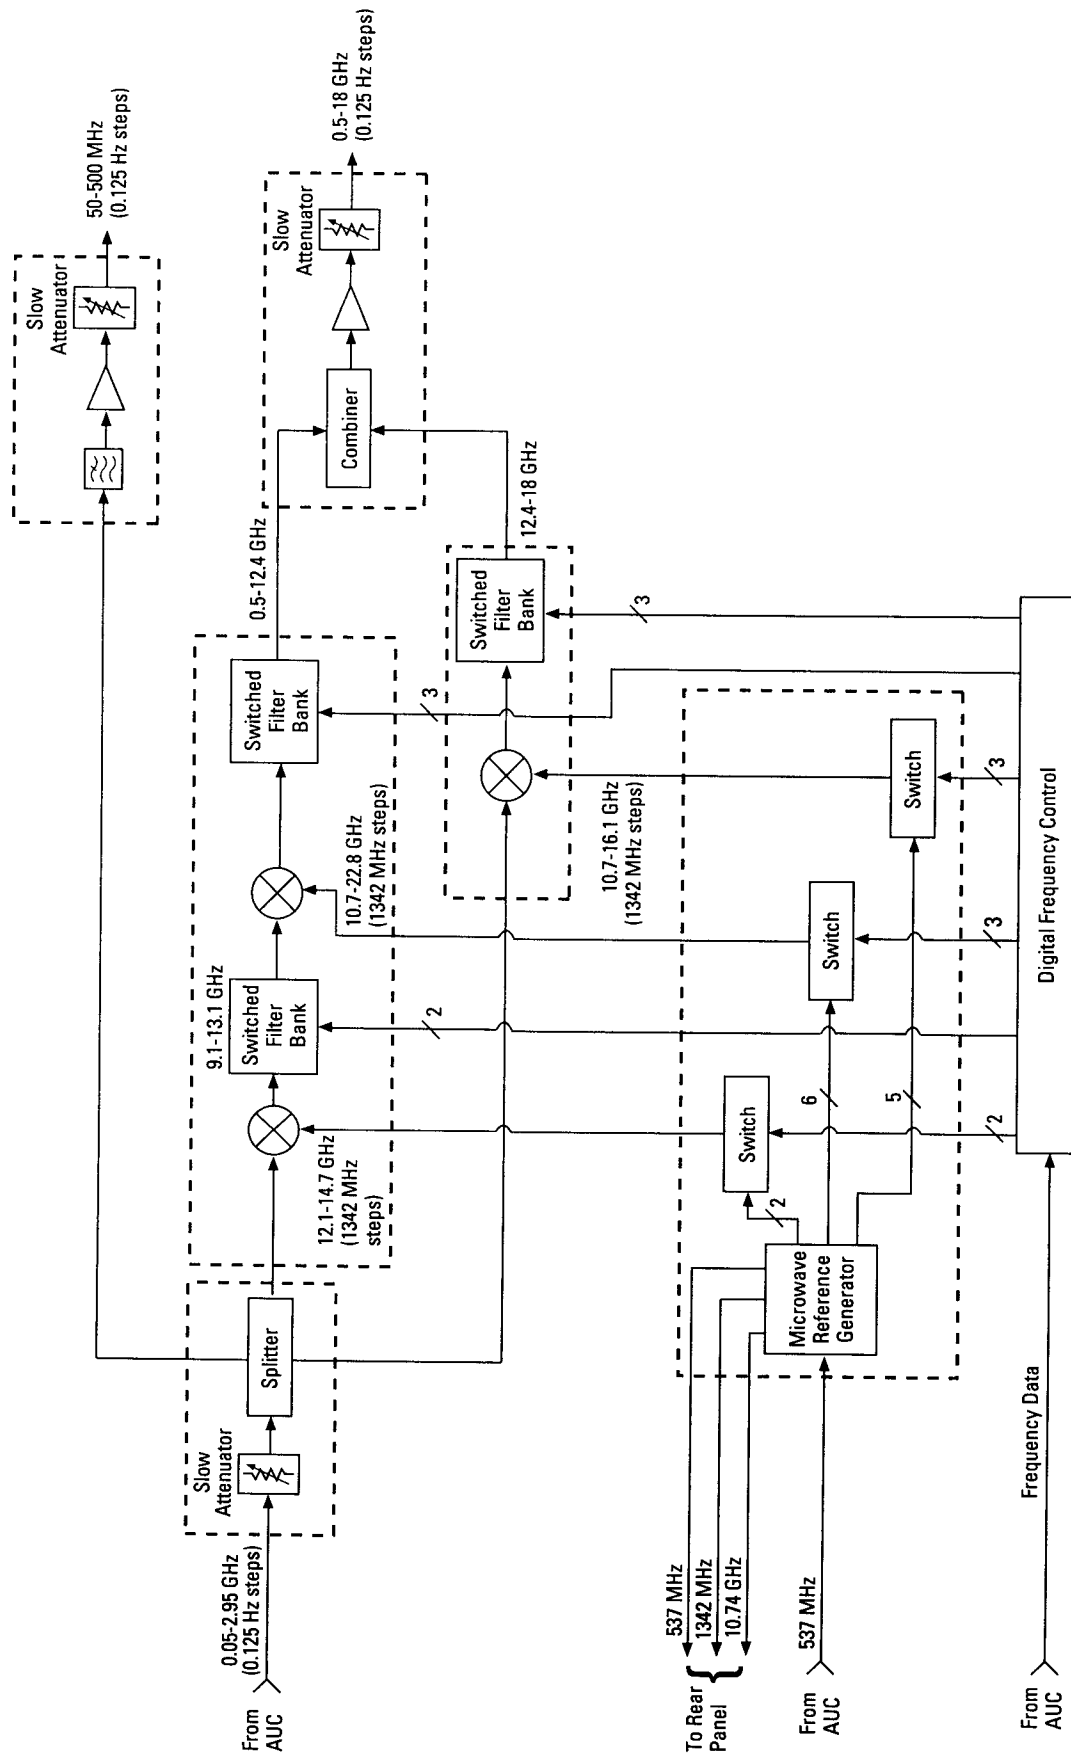 From
AUC
0.05-2.95 GHz
(0.125 Hz steps)
Slow
Attenuator
Splitter
12.1-14.7 GHz
(1342 MHz
steps)
9.1-13.1 GHz
Switched
Filter
Bank
10.7-22.8 GHz
(1342 MHz steps)
Switched
Filter
Bank
0.5-12.4 GHz
Slow
Attenuator
50-500 MHz
(0.125 Hz steps)
Combiner
Slow
Attenuator
0.5-18 GHz
(0.125 Hz steps)
10.7-16.1 GHz
(1342 MHz steps)
Switched
Filter
Bank
12.4-18 GHz
2
3
3
To Rear
Panel
537 MHz
1342 MHz
10.74 GHz
From
AUC
537 MHz
Microwave
Reference
Generator
2
6
5
Switch
Switch
Switch
2
3
3
From
AUC
Frequency Data
Digital Frequency Control